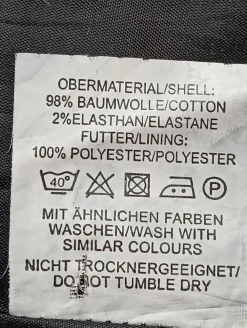 OBERMATERIAL/SHELL:
98% BAUMWOLLE/COTTON
2%ELASTHAN/ELASTANE
FUTTER/LINING:
100% POLYESTER/POLYESTER
40° P
MIT ÄHNLICHEN FARBEN
WASCHEN/WASH WITH
SIMILAR COLOURS
NICHT TROCKNERGEEIGNET/
DO NOT TUMBLE DRY